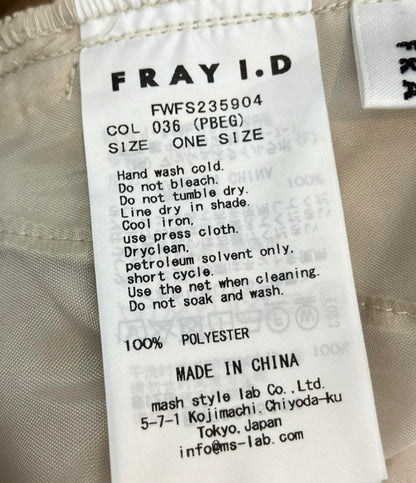 FRAY I.D
FWFS235904
COL 036 (PBEG)
SIZE ONE SIZE
Hand wash cold.
Do not bleach.
Do not tumble dry.
Line dry in shade.
Cool iron,
use press cloth.
Dryclean,
petroleum solvent only,
short cycle.
Use the net when cleaning.
Do not soak and wash.
100% POLYESTER
MADE IN CHINA
mash style lab Co.,Ltd.
5-7-1 Kojimachi,Chiyoda-ku
Tokyo,Japan
info@ms-lab.com
F
FRA